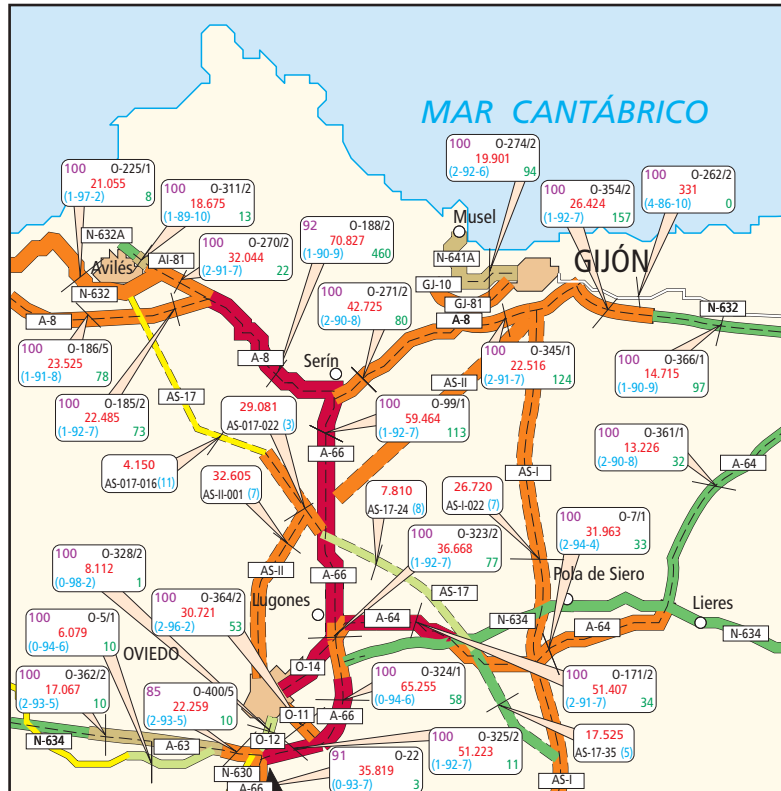 MAR CANTÁBRICO
100 O-274/2
19.901
(2-92-6) 94
100 O-225/1
21.055
(1-97-2) 8
100 O-311/2
18.675
(1-89-10) 13
100 O-354/2
26.424
(1-92-7) 157
100 O-262/2
331
(4-86-10) 0
92 O-188/2
70.827
(1-90-9) 460
Musel
N-632A
100 O-270/2
32.044
(2-91-7) 22
AI-81
Avilés
N-641A
GIJÓN
GJ-10
100 O-271/2
42.725
(2-90-8) 80
N-632
GJ-81
N-632
A-8
A-8
100 O-186/5
23.525
(1-91-8) 78
A-8
Serín
100 O-345/1
22.516
(2-91-7) 124
100 O-366/1
14.715
(1-90-9) 97
AS-II
100 O-185/2
22.485
(1-92-7) 73
AS-17
29.081
AS-017-022 (3)
100 O-99/1
59.464
(1-92-7) 113
100 O-361/1
13.226
(2-90-8) 32
A-66
AS-I
A-64
4.150
AS-017-016 (11)
32.605
AS-II-001 (7)
7.810
AS-17-24 (8)
26.720
AS-I-022 (7)
100 O-7/1
31.963
(2-94-4) 33
100 O-323/2
36.668
(1-92-7) 77
100 O-328/2
8.112
(0-98-2) 1
AS-II
A-66
Pola de Siero
AS-17
100 O-364/2
30.721
(2-96-2) 53
Lugones
A-64
N-634
Lieres
A-64
N-634
100 O-5/1
6.079
(0-94-6) 10
OVIEDO
O-14
100 O-362/2
17.067
(2-93-5) 10
85 O-400/5
22.259
(2-93-5) 10
100 O-324/1
65.255
(0-94-6) 58
100 O-171/2
51.407
(2-91-7) 34
O-11
A-66
O-12
N-634
A-63
100 O-325/2
51.223
(1-92-7) 11
17.525
AS-17-35 (5)
91 O-22
35.819
(0-93-7) 3
N-630
A-66
AS-I